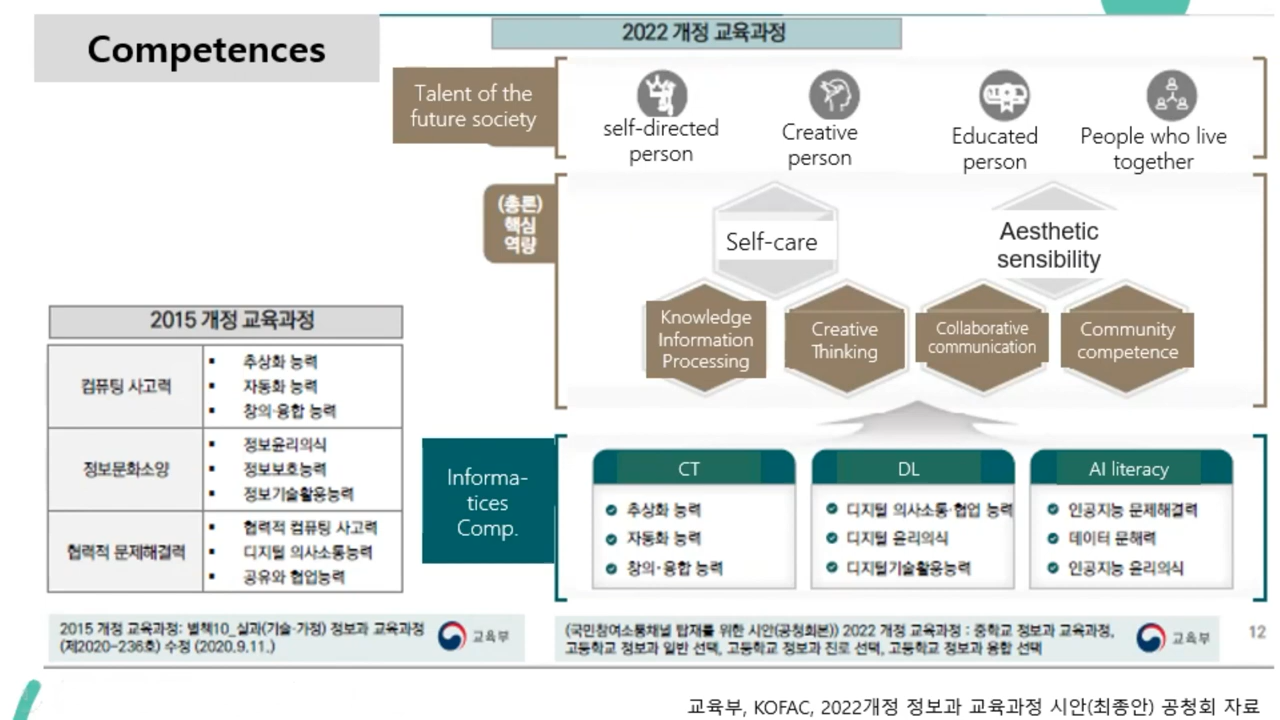 Competences
2022 개정 교육과정
Talent of the
future society
self-directed
person
Creative
person
Educated
person
People who live
together
(총론)
핵심
역량
Self-care
Aesthetic
sensibility
Knowledge
Information
Processing
Creative
Thinking
Collaborative
communication
Community
competence
2015 개정 교육과정
컴퓨팅 사고력
▪ 추상화 능력
▪ 자동화 능력
▪ 창의·융합 능력
정보문화소양
▪ 정보윤리의식
▪ 정보보호능력
▪ 정보기술활용능력
협력적 문제해결력
▪ 협력적 컴퓨팅 사고력
▪ 디지털 의사소통능력
▪ 공유와 협업능력
Informa-
tices
Comp.
CT
추상화 능력
자동화 능력
창의·융합 능력
DL
디지털 의사소통·협업 능력
디지털 윤리의식
디지털기술활용능력
AI literacy
인공지능 문제해결력
데이터 문해력
인공지능 윤리의식
2015 개정 교육과정: 별책10_실과(기술·가정) 정보과 교육과정
(제2020-236호) 수정 (2020.9.11.)
교육부
(국민참여소통채널 탑재를 위한 시안(공청회본)) 2022 개정 교육과정 : 중학교 정보과 교육과정,
고등학교 정보과 일반 선택, 고등학교 정보과 진로 선택, 고등학교 정보과 융합 선택
교육부
12
교육부, KOFAC, 2022개정 정보과 교육과정 시안(최종안) 공청회 자료